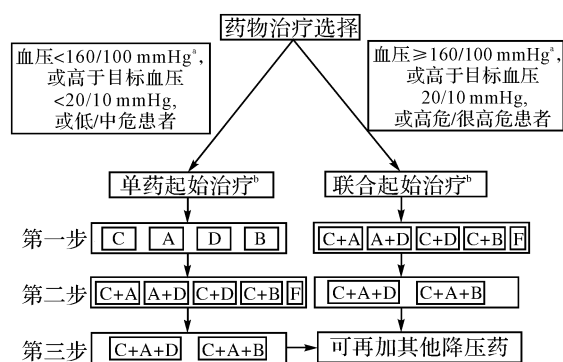 药物治疗选择
血压<160/100 mmHgᵃ,
或高于目标血压
<20/10 mmHg,
或低/中危患者
血压≥160/100 mmHgᵃ,
或高于目标血压
20/10 mmHg,
或高危/很高危患者
单药起始治疗ᵇ 联合起始治疗ᵇ
第一步 C A D B C+A A+D C+D C+B F
第二步 C+A A+D C+D C+B F C+A+D C+A+B
第三步 C+A+D C+A+B 可再加其他降压药